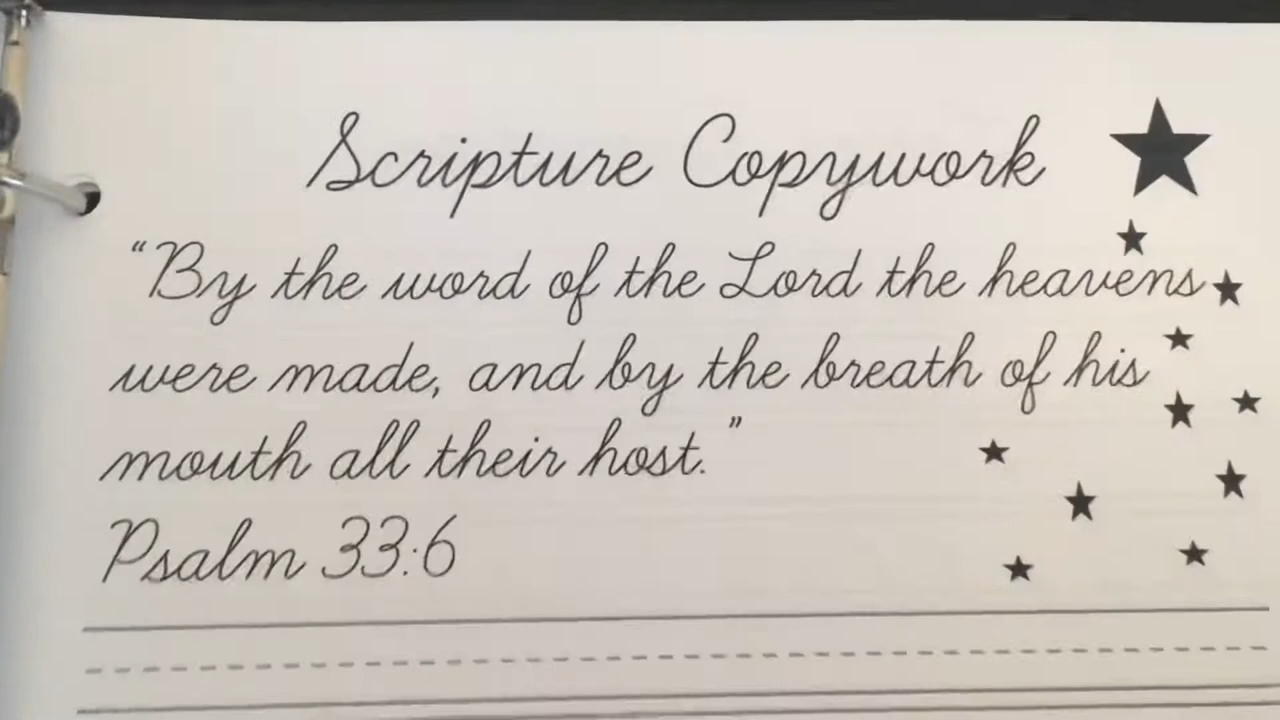 Scripture Copywork
“By the word of the Lord the heavens
were made, and by the breath of his
mouth all their host.”
Psalm 33:6